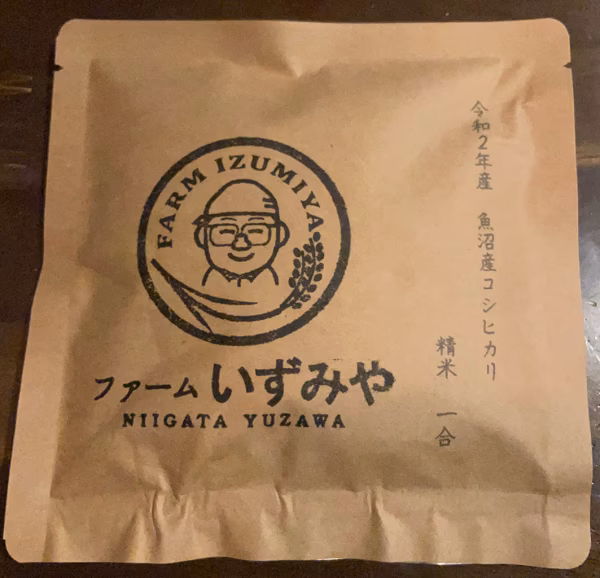 令和2年産 魚沼産コシヒカリ
精米 一合
FARM IZUMIYA
ファーム いずみや
NIIGATA YUZAWA